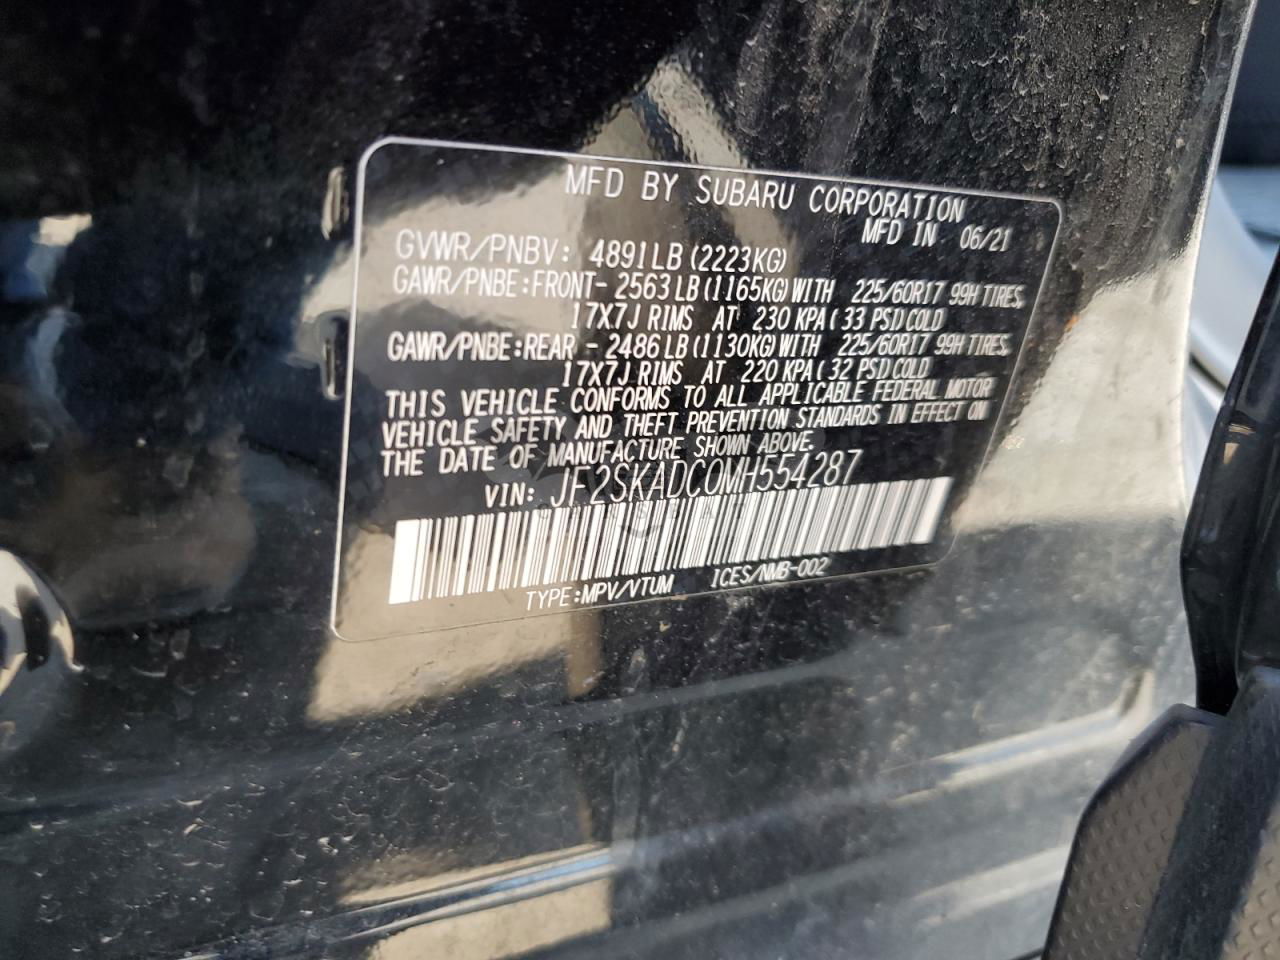 MFD BY SUBARU CORPORATION
MFD IN 06/21
GVWR/PNBV: 4891LB (2223KG)
GAWR/PNBE:FRONT- 2563LB (1165KG) WITH 225/60R17 99H TIRES,
17X7J RIMS AT 230 KPA (33 PSI) COLD
GAWR/PNBE:REAR - 2486LB (1130KG) WITH 225/60R17 99H TIRES,
17X7J RIMS AT 220 KPA (32 PSI) COLD
THIS VEHICLE CONFORMS TO ALL APPLICABLE FEDERAL MOTOR
VEHICLE SAFETY AND THEFT PREVENTION STANDARDS IN EFFECT ON
THE DATE OF MANUFACTURE SHOWN ABOVE.
VIN: JF2SKADC0MH554287
TYPE:MPV/VTUM ICES/NMB-002